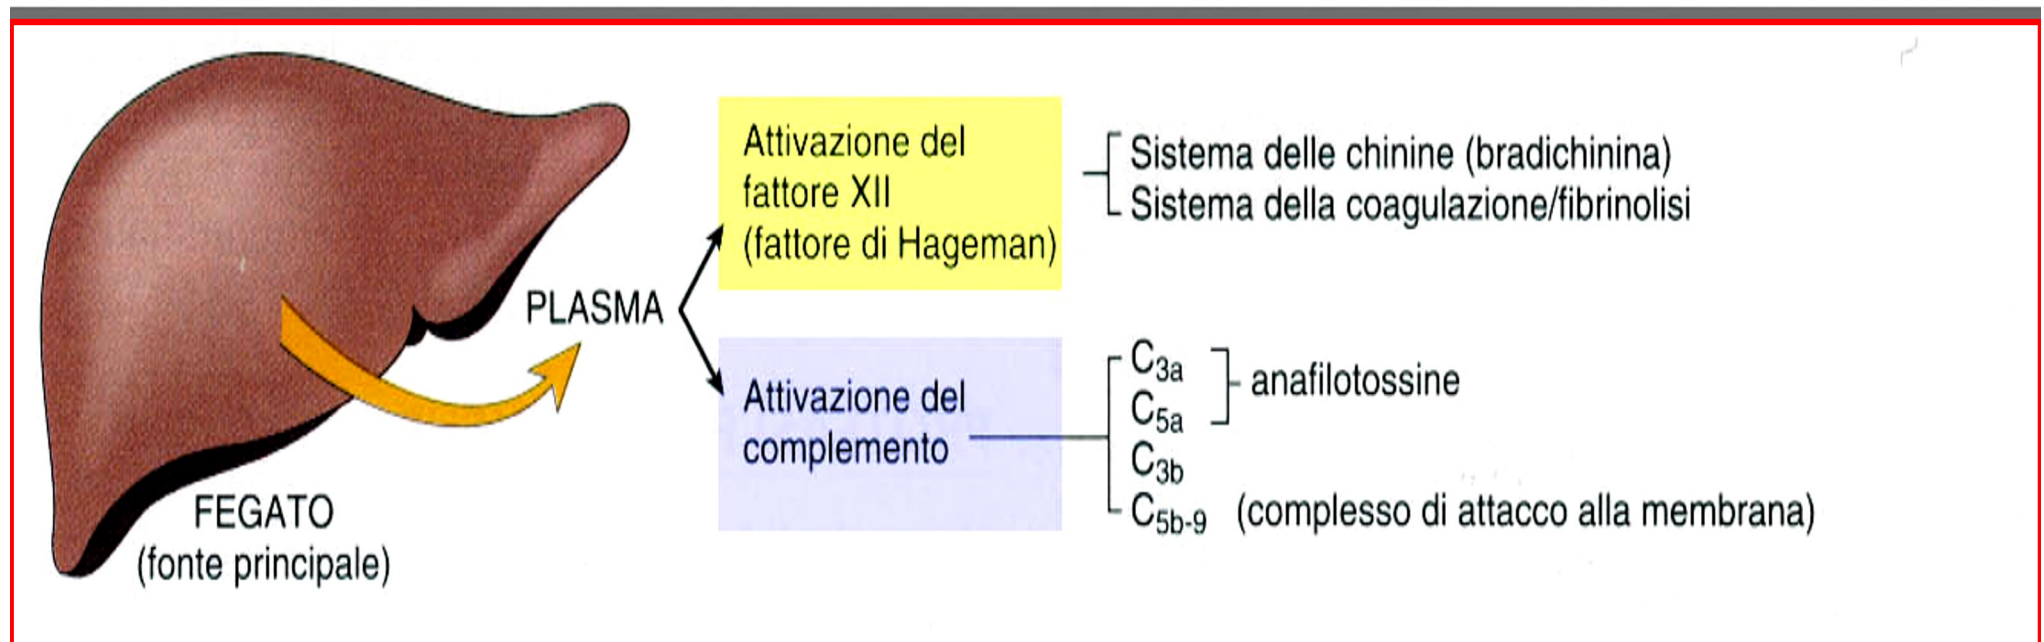 Attivazione del
fattore XII
(fattore di Hageman)
Sistema delle chinine (bradichinina)
Sistema della coagulazione/fibrinolisi
PLASMA
FEGATO
(fonte principale)
Attivazione del
complemento
C3a
C5a
anafilotossine
C3b
C5b-9 (complesso di attacco alla membrana)